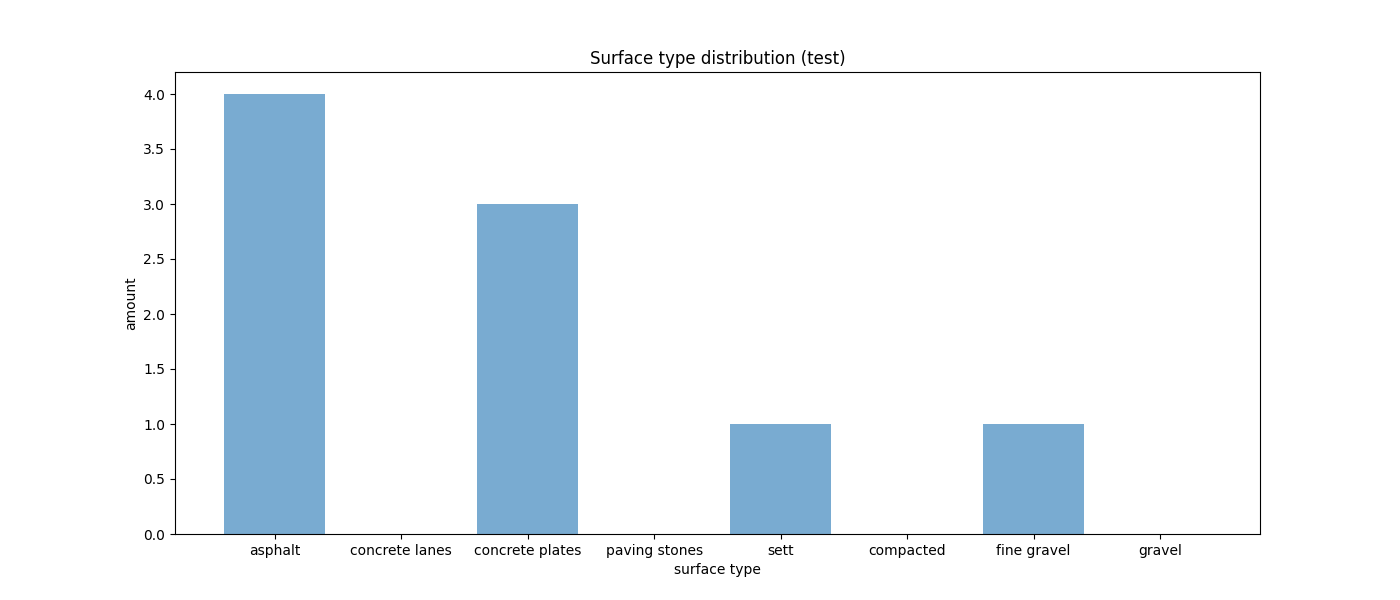 Surface type distribution (test)
4.0
3.5
3.0
2.5
2.0
1.5
1.0
0.5
0.0
amount
asphalt concrete lanes concrete plates paving stones sett compacted fine gravel gravel
surface type